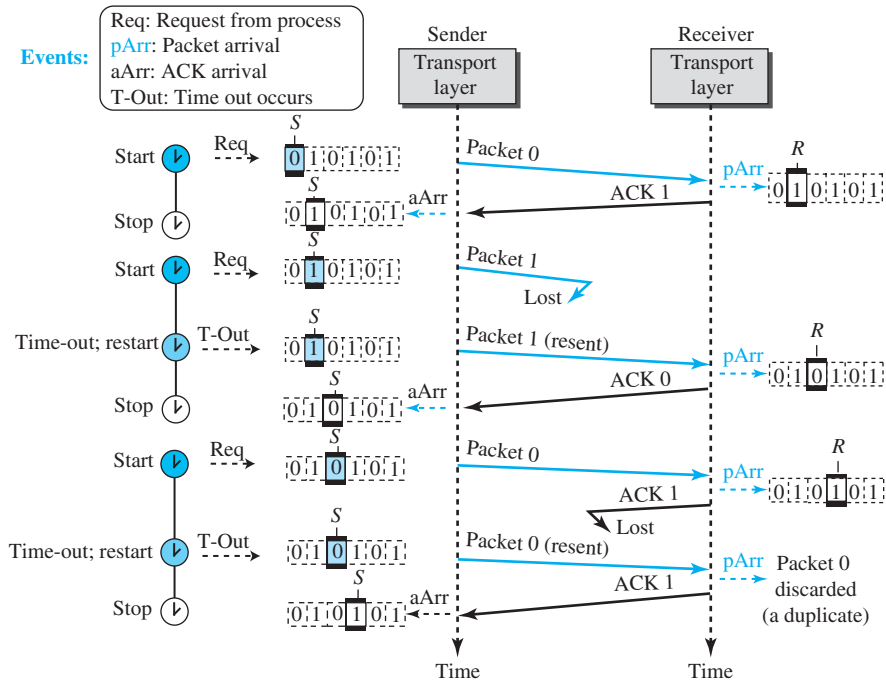 Events:
Req: Request from process
pArr: Packet arrival
aArr: ACK arrival
T-Out: Time out occurs
Sender
Transport
layer
Receiver
Transport
layer
Start
Req
S
0 1 0 1 0 1
Packet 0
pArr
R
0 1 0 1 0 1
Stop
S
0 1 0 1 0 1
aArr
ACK 1
Start
Req
S
0 1 0 1 0 1
Packet 1
Lost
Time-out; restart
T-Out
S
0 1 0 1 0 1
Packet 1 (resent)
pArr
R
0 1 0 1 0 1
Stop
S
0 1 0 1 0 1
aArr
ACK 0
Start
Req
S
0 1 0 1 0 1
Packet 0
pArr
R
0 1 0 1 0 1
ACK 1
Lost
Time-out; restart
T-Out
S
0 1 0 1 0 1
Packet 0 (resent)
pArr
Packet 0
discarded
(a duplicate)
Stop
S
0 1 0 1 0 1
aArr
ACK 1
Time
Time